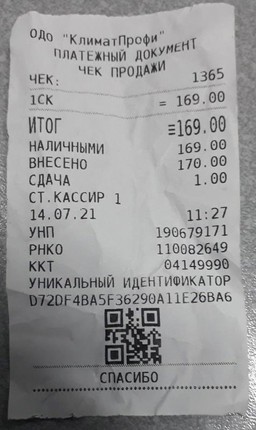 ОДО "КлиматПрофи"
ПЛАТЕЖНЫЙ ДОКУМЕНТ
ЧЕК ПРОДАЖИ
ЧЕК: 1365
1СК = 169.00
ИТОГ =169.00
НАЛИЧНЫМИ 169.00
ВНЕСЕНО 170.00
СДАЧА 1.00
СТ.КАССИР 1
14.07.21 11:27
УНП 190679171
РНКО 110082649
ККТ 04149990
УНИКАЛЬНЫЙ ИДЕНТИФИКАТОР
D72DF4BA5F36290A11E26BA6
СПАСИБО